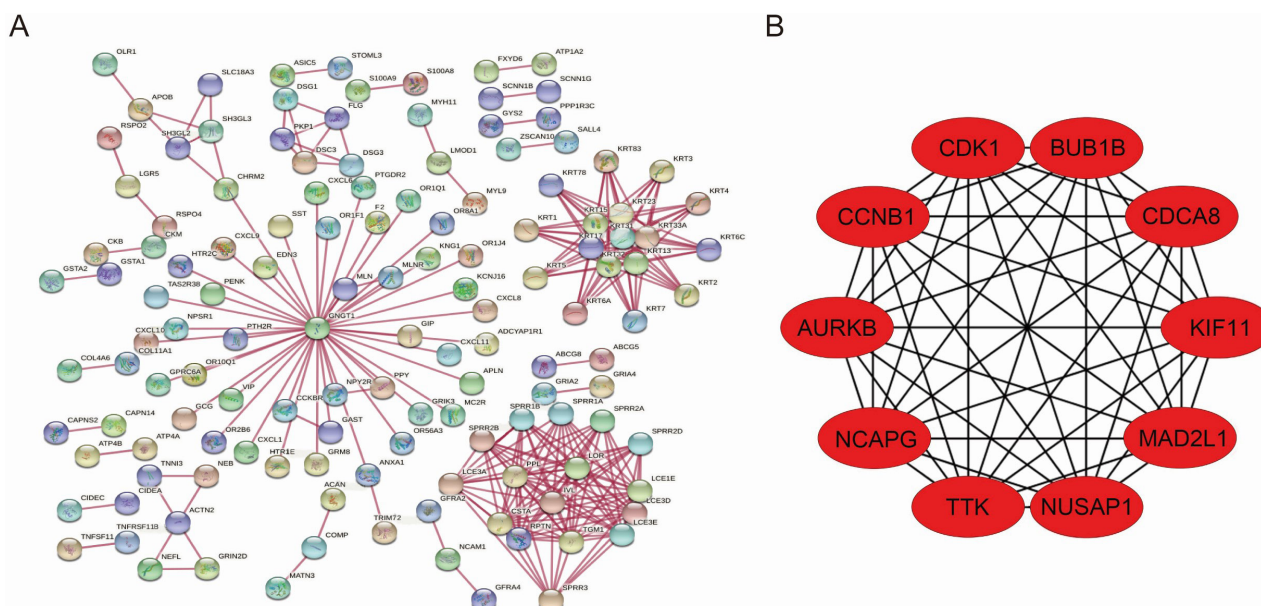 A
B
OLR1
SLC18A3
ASIC5
STOML3
FXYD6
ATP1A2
S100A9
S100A8
APOB
DSG1
FLG
SCNN1B
SCNN1G
SH3GL3
MYH11
RSPO2
SH3GL2
PKP1
GYS2
PPP1R3C
DSC3
DSG3
ZSCAN10
SALL4
LMOD1
LGR5
CHRM2
CXCL6
PTGDR2
MYL9
KRT83
KRT3
KRT78
KRT23
KRT4
RSPO4
SST
OR1F1
F2
OR1Q1
OR8A1
KRT1
KRT15
KRT31
KRT33A
KRT6C
CKB
CKM
CXCL9
EDN3
KNG1
OR1J4
KRT17
KRT13
GSTA2
GSTA1
HTR2C
MLN
MLNR
KRT5
KRT2
TAS2R38
PENK
KCNJ16
KRT6A
KRT7
NPSR1
GNGT1
CXCL8
CXCL10
PTH2R
GIP
ADCYAP1R1
COL4A6
COL11A1
CXCL11
ABCG8
ABCG5
GPRC6A
OR10Q1
APLN
GRIA2
GRIA4
VIP
NPY2R
PPY
CAPNS2
CAPN14
GCG
CCKBR
GRIK3
MC2R
SPRR1B
SPRR1A
SPRR2A
ATP4B
ATP4A
OR2B6
GAST
OR56A3
SPRR2B
SPRR2D
TNNI3
NEB
CXCL1
HTR1E
GRM8
ANXA1
LCE3A
PPL
LOR
LCE1E
CIDEC
CIDEA
ACAN
GFRA2
IVL
LCE3D
TNFRSF11B
ACTN2
CSTA
RPTN
TGM1
LCE3E
TNFSF11
COMP
TRIM72
NCAM1
NEFL
GRIN2D
MATN3
GFRA4
SPRR3
CDK1
BUB1B
CCNB1
CDCA8
AURKB
KIF11
NCAPG
MAD2L1
TTK
NUSAP1